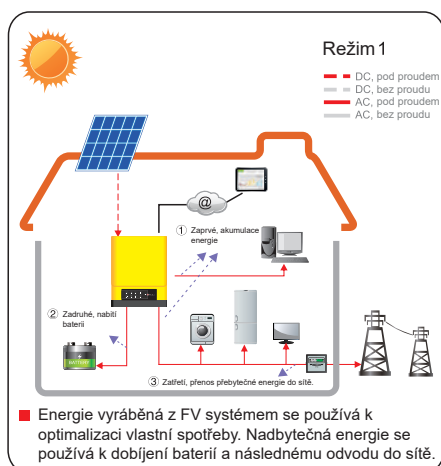 Režim 1
DC, pod proudem
DC, bez proudu
AC, pod proudem
AC, bez proudu
@
① Zaprvé, akumulace
energie
② Zadruhé, nabití
baterií
BATTERY
③ Zatřetí, přenos přebytečné energie do sítě.
Energie vyráběná z FV systémem se používá k
optimalizaci vlastní spotřeby. Nadbytečná energie se
používá k dobíjení baterií a následnému odvodu do sítě.